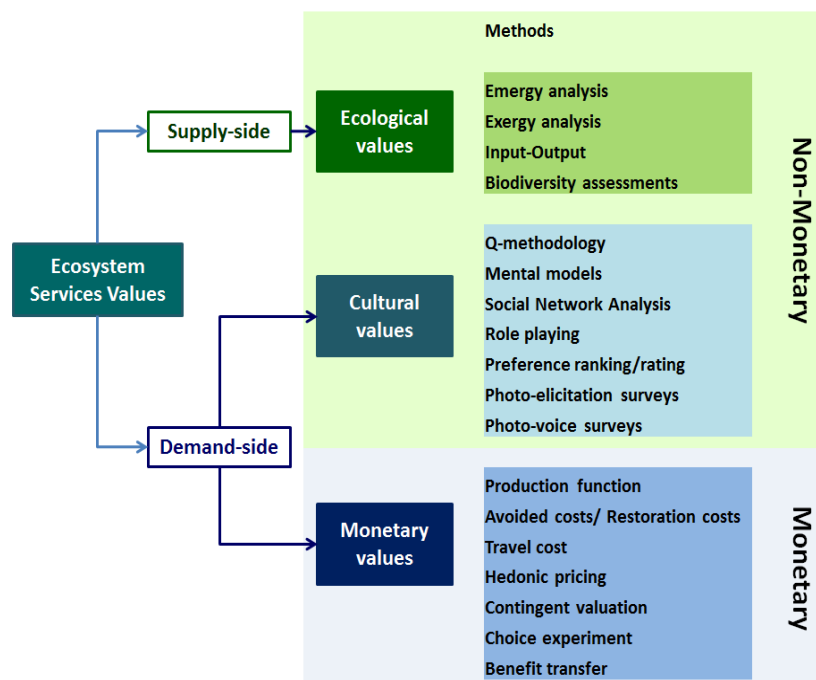 Methods
Ecosystem
Services Values
Supply-side
Ecological
values
Emergy analysis
Exergy analysis
Input-Output
Biodiversity assessments
Non-Monetary
Cultural
values
Q-methodology
Mental models
Social Network Analysis
Role playing
Preference ranking/rating
Photo-elicitation surveys
Photo-voice surveys
Demand-side
Monetary
values
Production function
Avoided costs/ Restoration costs
Travel cost
Hedonic pricing
Contingent valuation
Choice experiment
Benefit transfer
Monetary